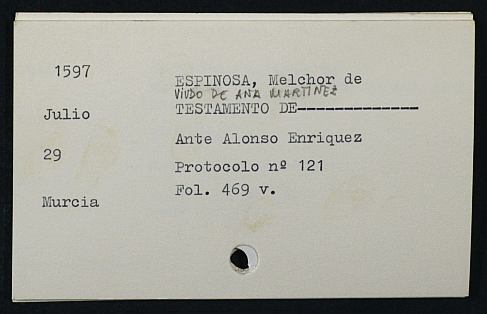 1597
Julio
29
Murcia
ESPINOSA, Melchor de
VIUDO DE ANA MARTINEZ
TESTAMENTO DE--------------
Ante Alonso Enriquez
Protocolo nº 121
Fol. 469 v.